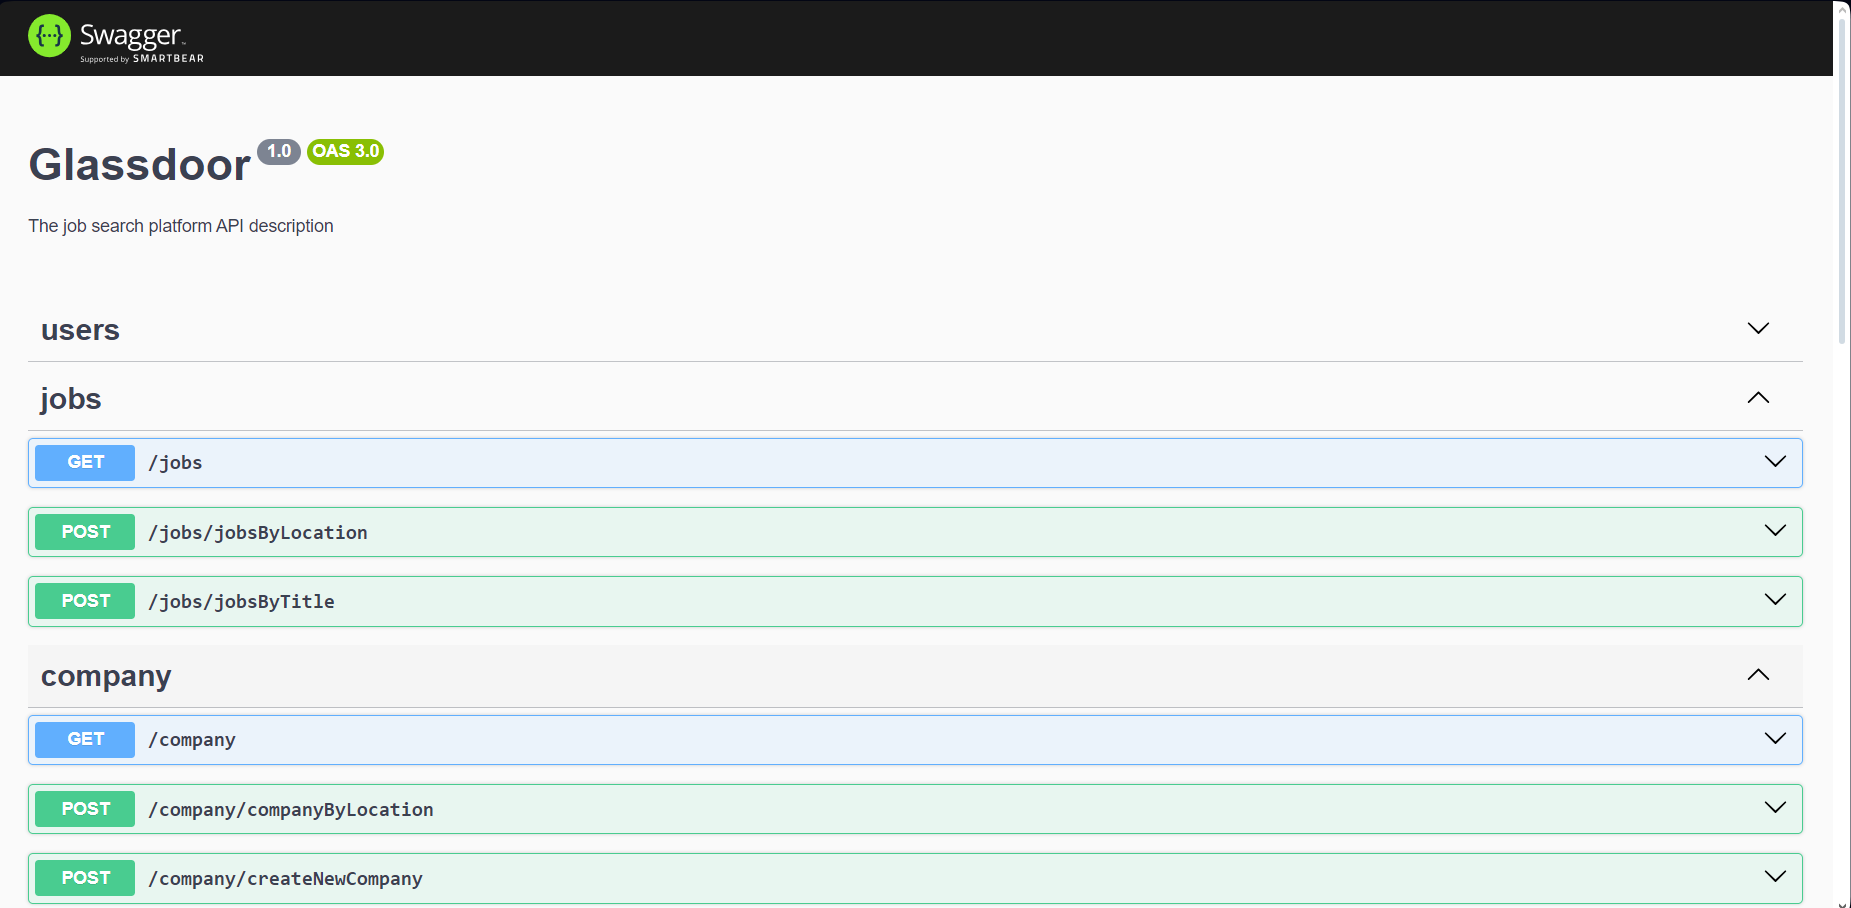 {···} Swagger™
Supported by SMARTBEAR
Glassdoor 1.0 OAS 3.0
The job search platform API description
users
jobs
GET /jobs
POST /jobs/jobsByLocation
POST /jobs/jobsByTitle
company
GET /company
POST /company/companyByLocation
POST /company/createNewCompany